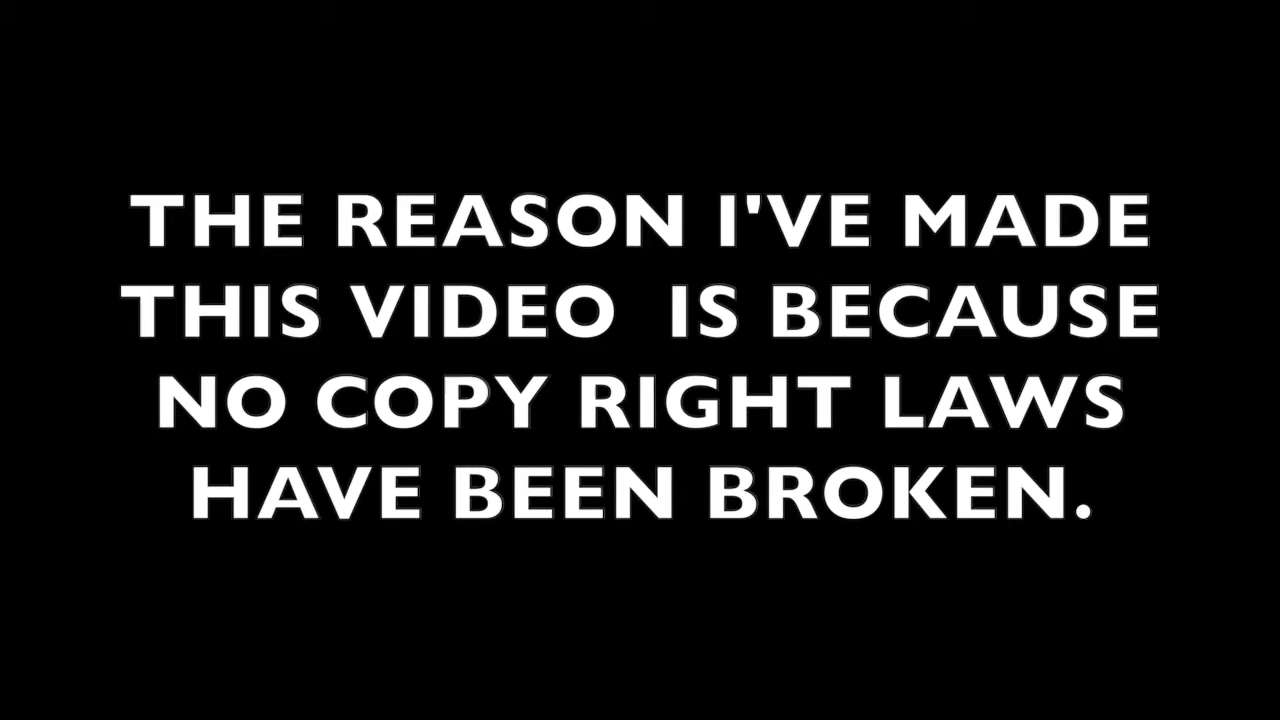 THE REASON I'VE MADE
THIS VIDEO  IS BECAUSE
NO COPY RIGHT LAWS
HAVE BEEN BROKEN.